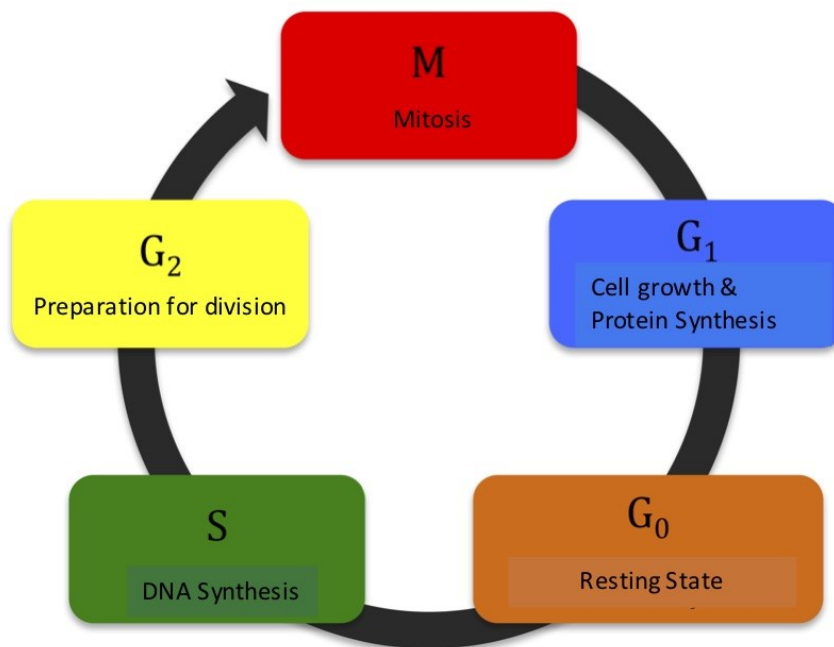 M
Mitosis
G₁
Cell growth &
Protein Synthesis
G₀
Resting State
S
DNA Synthesis
G₂
Preparation for division